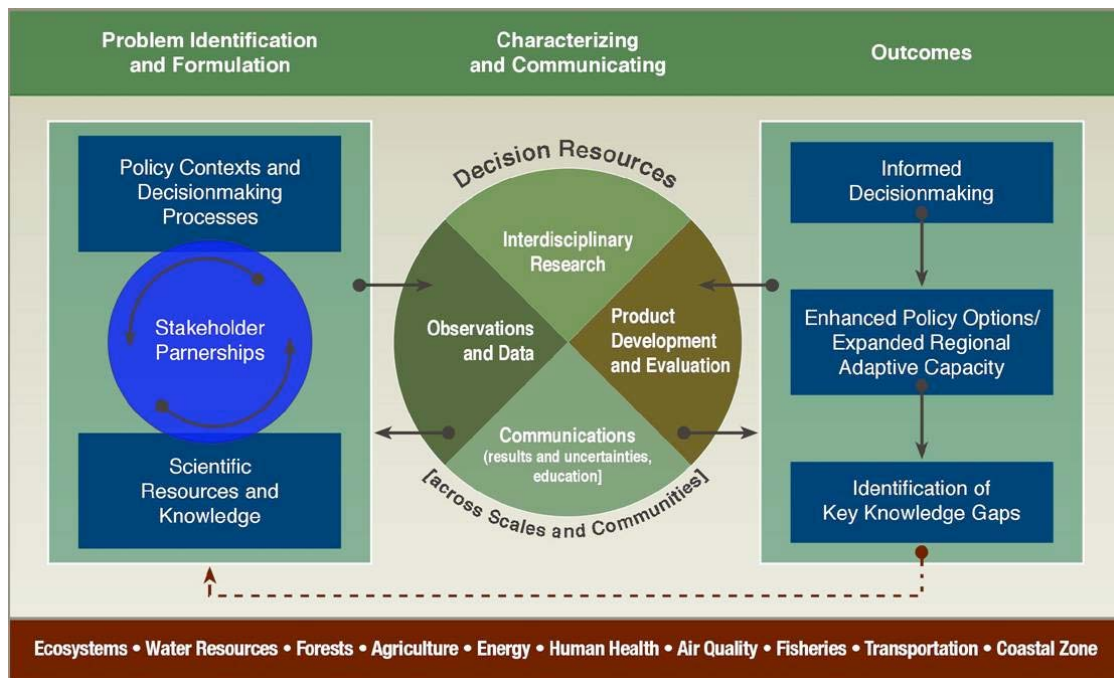 Problem Identification
and Formulation
Characterizing
and Communicating
Outcomes
Policy Contexts and
Decisionmaking
Processes
Stakeholder
Parnerships
Scientific
Resources and
Knowledge
Decision Resources
Interdisciplinary
Research
Observations
and Data
Product
Development
and Evaluation
Communications
(results and uncertainties,
education]
[across Scales and Communities]
Informed
Decisionmaking
Enhanced Policy Options/
Expanded Regional
Adaptive Capacity
Identification of
Key Knowledge Gaps
Ecosystems • Water Resources • Forests • Agriculture • Energy • Human Health • Air Quality • Fisheries • Transportation • Coastal Zone